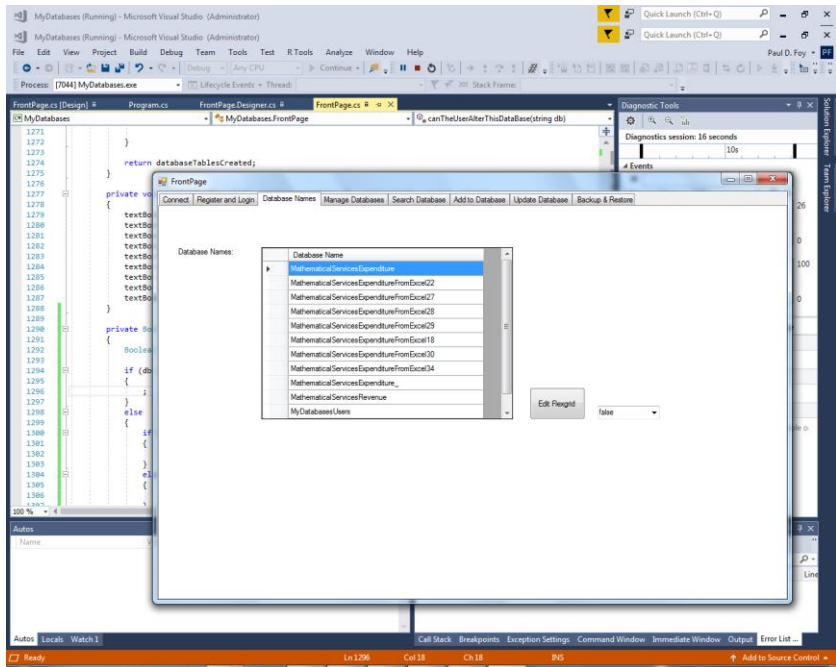 MyDatabases (Running) - Microsoft Visual Studio (Administrator)
Quick Launch (Ctrl+Q)
MyDatabases (Running) - Microsoft Visual Studio (Administrator)
Quick Launch (Ctrl+Q)
File Edit View Project Build Debug Team Tools Test R Tools Analyze Window Help
Paul D. Foy PF
Debug Any CPU Continue
Process: [7044] MyDatabases.exe Lifecycle Events Thread: Stack Frame:
FrontPage.cs [Design] Program.cs FrontPage.Designer.cs FrontPage.cs
Diagnostic Tools
MyDatabases MyDatabases.FrontPage canTheUserAlterThisDataBase(string db)
Solution Explorer
Team Explorer
Diagnostics session: 16 seconds
10s
Events
1271
1272 }
1273
1274 return databaseTablesCreated;
1275 }
1276
1277 private vo
1278 {
1279 textBo
1280 textBo
1281 textBo
1282 textBo
1283 textBo
1284 textBo
1285 textBo
1286 textBo
1287 textBo
1288 }
1289
1290 private Bo
1291 {
1292 Boolea
1293
1294 if (db
1295 {
1296 ;
1297 }
1298 else
1299 {
1300 if
1301 {
1302
1303 }
1304 el
1305 {
1306
1307
100 %
FrontPage
Connect Register and Login Database Names Manage Databases Search Database Add to Database Update Database Backup & Restore
Database Names:
Database Name
MathematicalServicesExpenditure
MathematicalServicesExpenditureFromExcel22
MathematicalServicesExpenditureFromExcel27
MathematicalServicesExpenditureFromExcel28
MathematicalServicesExpenditureFromExcel29
MathematicalServicesExpenditureFromExcel18
MathematicalServicesExpenditureFromExcel30
MathematicalServicesExpenditureFromExcel34
MathematicalServicesExpenditure_
MathematicalServicesRevenue
MyDatabasesUsers
Edit Flexgrid
false
26
0
100
0
Autos
Name
Line
Autos Locals Watch 1
Call Stack Breakpoints Exception Settings Command Window Immediate Window Output Error List ...
Ready Ln 1296 Col 18 Ch 18 INS Add to Source Control